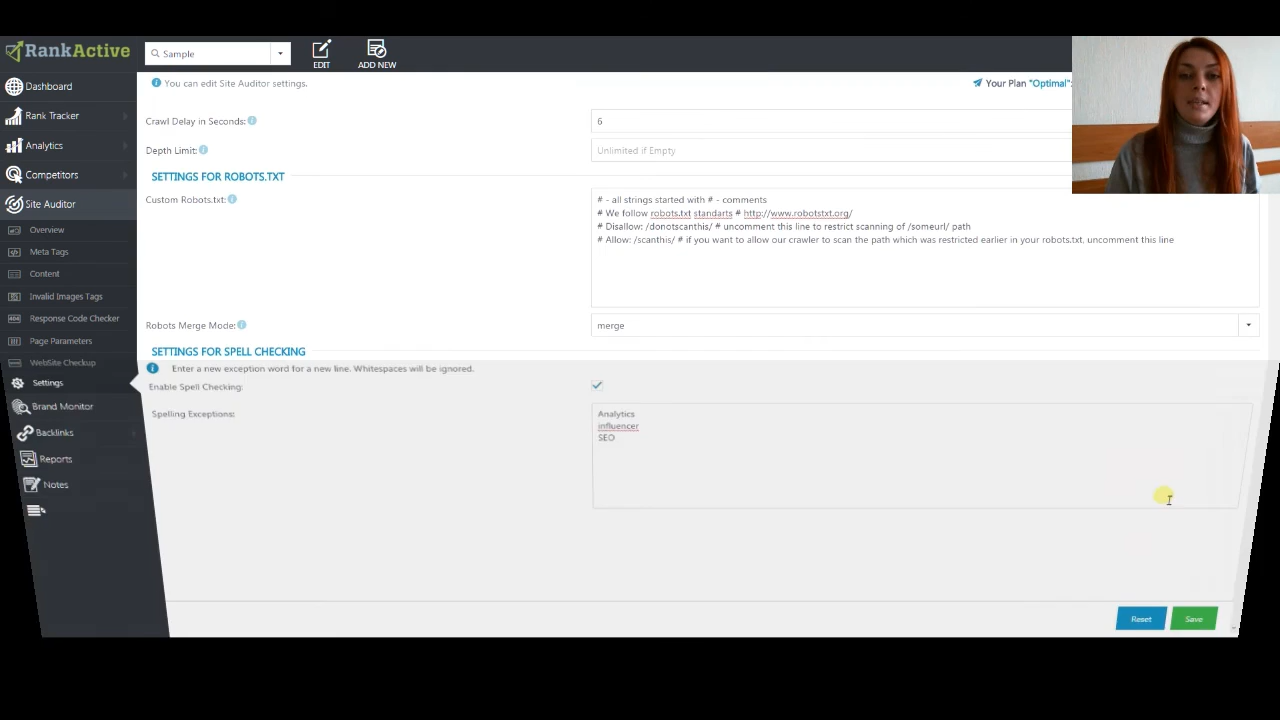 RankActive
Sample
EDIT
ADD NEW
Dashboard
Rank Tracker
Analytics
Competitors
Site Auditor
Overview
Meta Tags
Content
Invalid Images Tags
Response Code Checker
Page Parameters
WebSite Checkup
Settings
Brand Monitor
Backlinks
Reports
Notes
You can edit Site Auditor settings.
Your Plan "Optimal":
Crawl Delay in Seconds:
6
Depth Limit:
Unlimited if Empty
SETTINGS FOR ROBOTS.TXT
Custom Robots.txt:
# - all strings started with # - comments
# We follow robots.txt standarts # http://www.robotstxt.org/
# Disallow: /donotscanthis/ # uncomment this line to restrict scanning of /someurl/ path
# Allow: /scanthis/ # if you want to allow our crawler to scan the path which was restricted earlier in your robots.txt, uncomment this line
Robots Merge Mode:
merge
SETTINGS FOR SPELL CHECKING
Enter a new exception word for a new line. Whitespaces will be ignored.
Enable Spell Checking:
Spelling Exceptions:
Analytics
influencer
SEO
Reset
Save